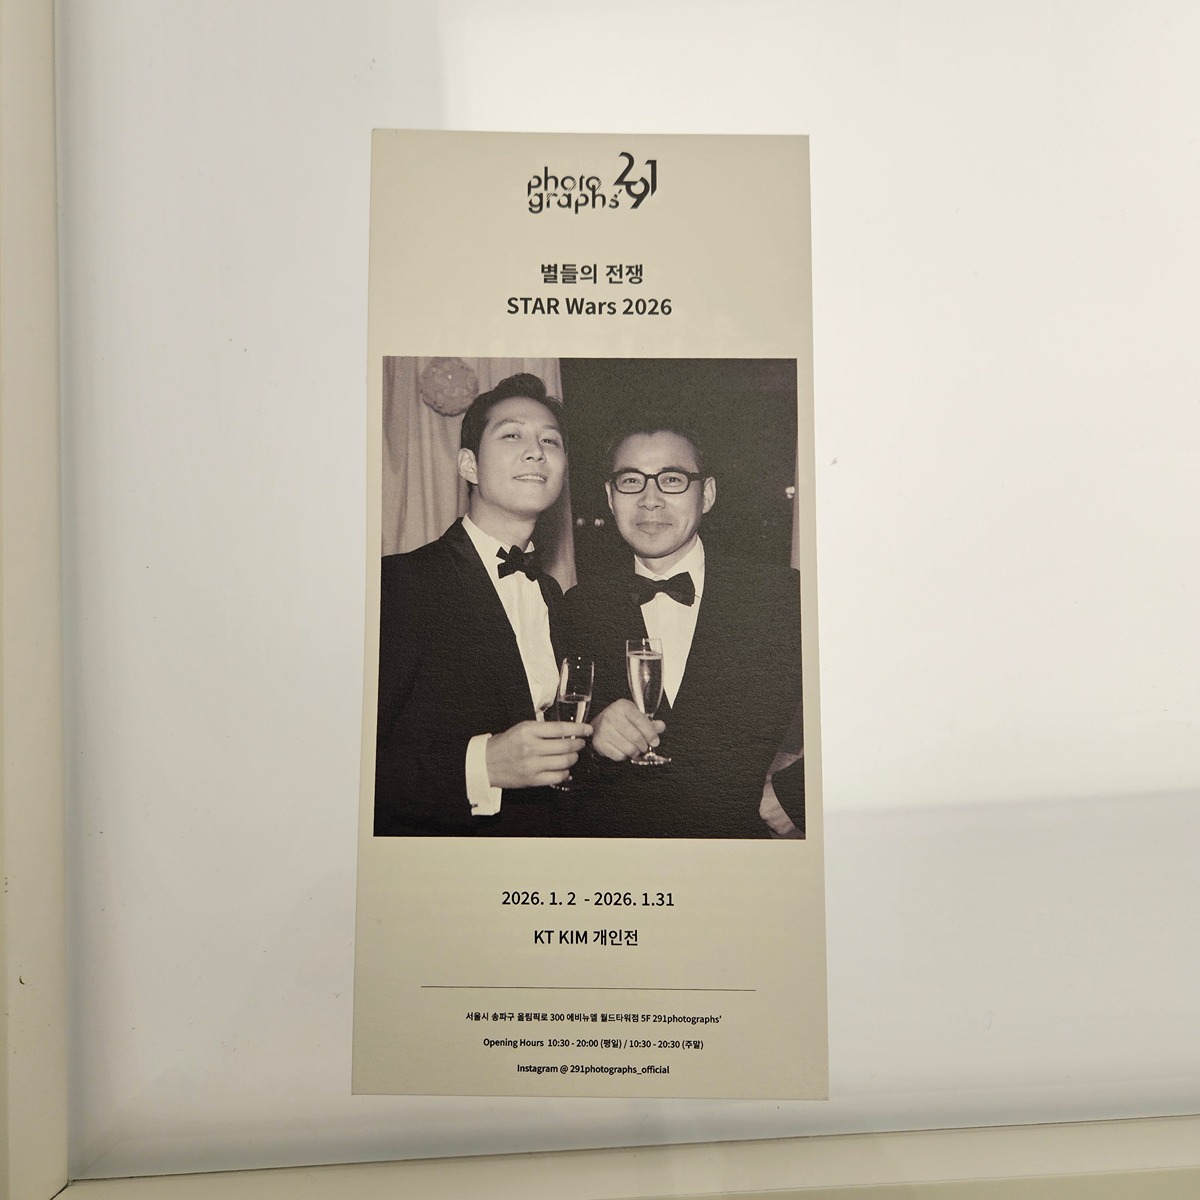 photo
graphs' 291
별들의 전쟁
STAR Wars 2026
2026. 1. 2 - 2026. 1.31
KT KIM 개인전
서울시 송파구 올림픽로 300 에비뉴엘 월드타워점 5F 291photographs'
Opening Hours 10:30 - 20:00 (평일) / 10:30 - 20:30 (주말)
Instagram @ 291photographs_official